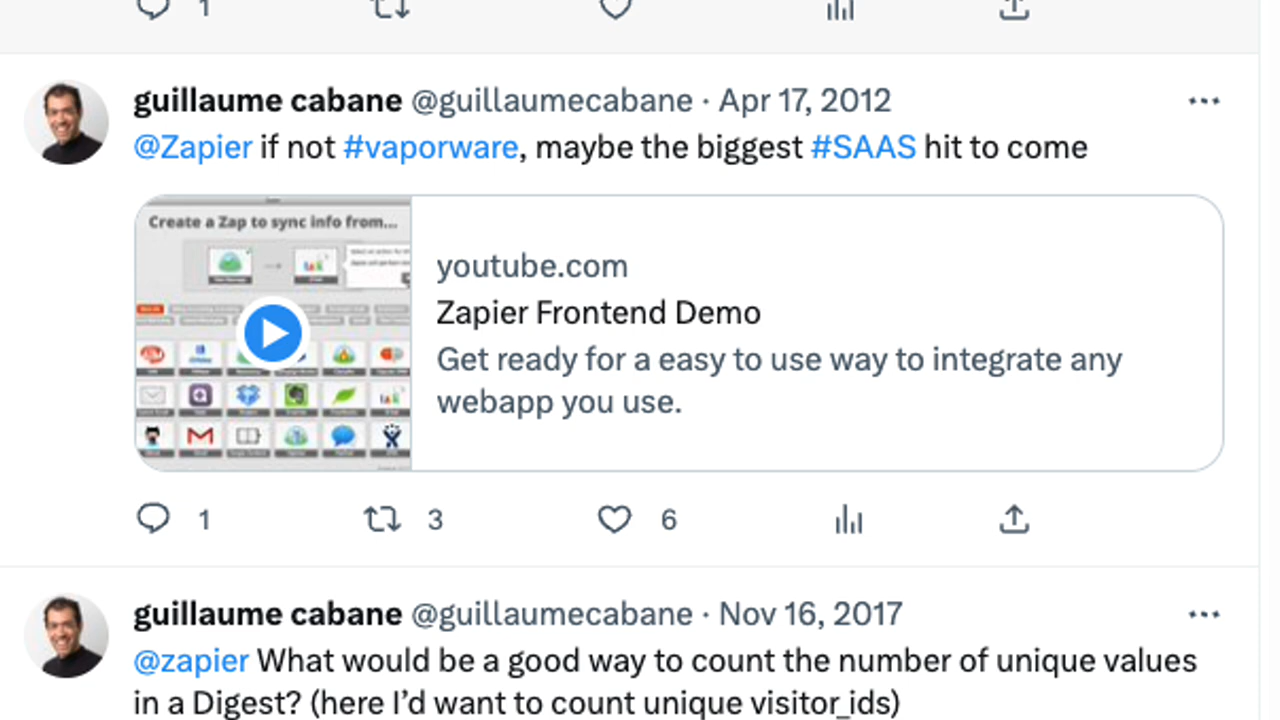 1
guillaume cabane @guillaumecabane · Apr 17, 2012
@Zapier if not #vaporware, maybe the biggest #SAAS hit to come
Create a Zap to sync info from...
youtube.com
Zapier Frontend Demo
Get ready for a easy to use way to integrate any
webapp you use.
1 3 6
guillaume cabane @guillaumecabane · Nov 16, 2017
@zapier What would be a good way to count the number of unique values
in a Digest? (here I’d want to count unique visitor_ids)